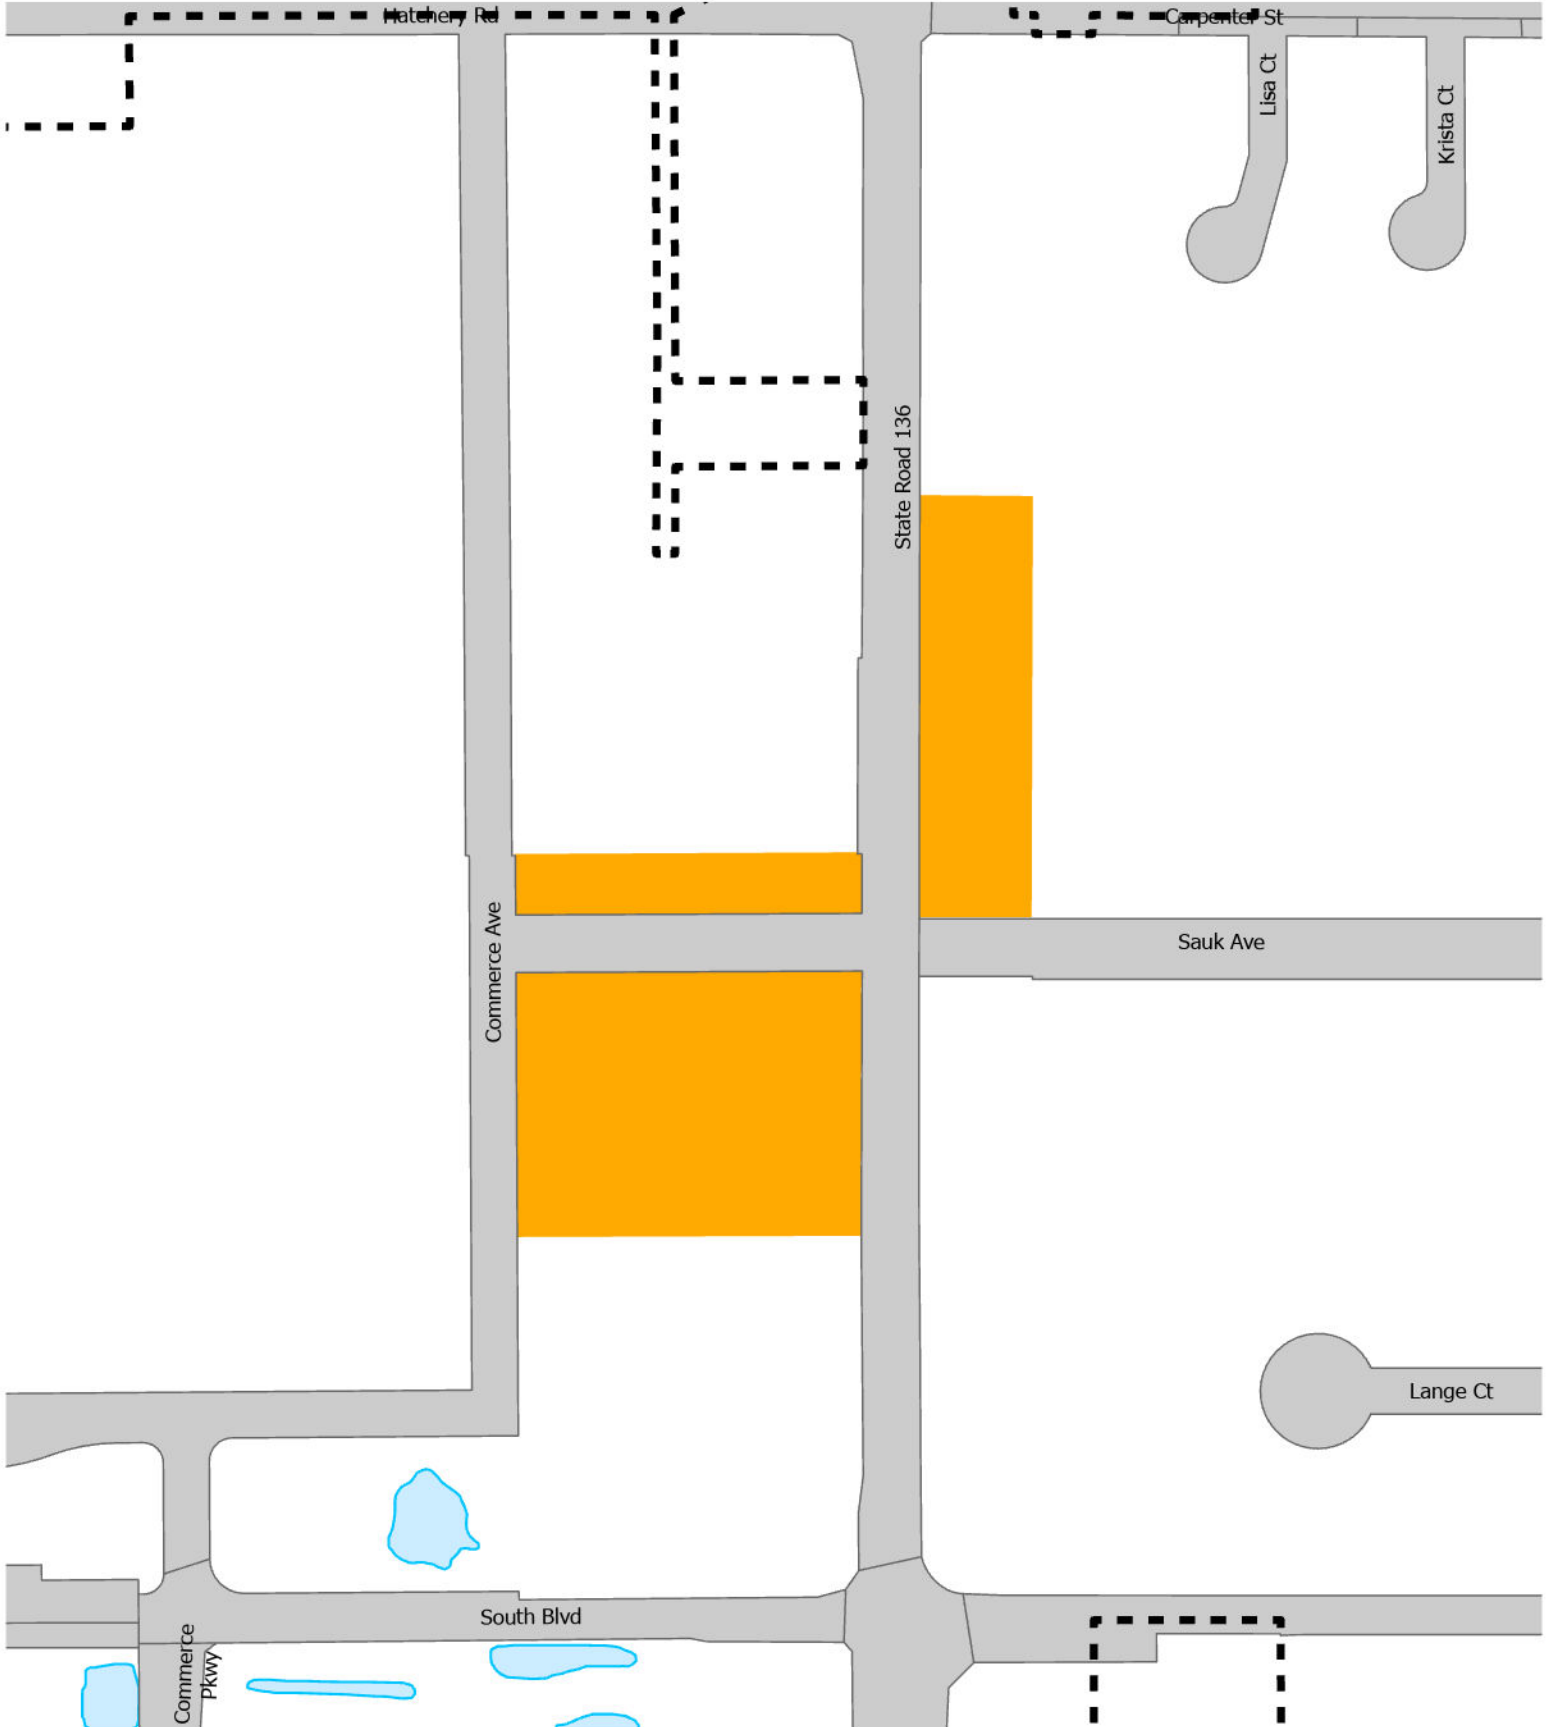 Hatchery Rd
Carpenter St
Lisa Ct
Krista Ct
State Road 136
Commerce Ave
Sauk Ave
Lange Ct
South Blvd
Commerce
Pkwy